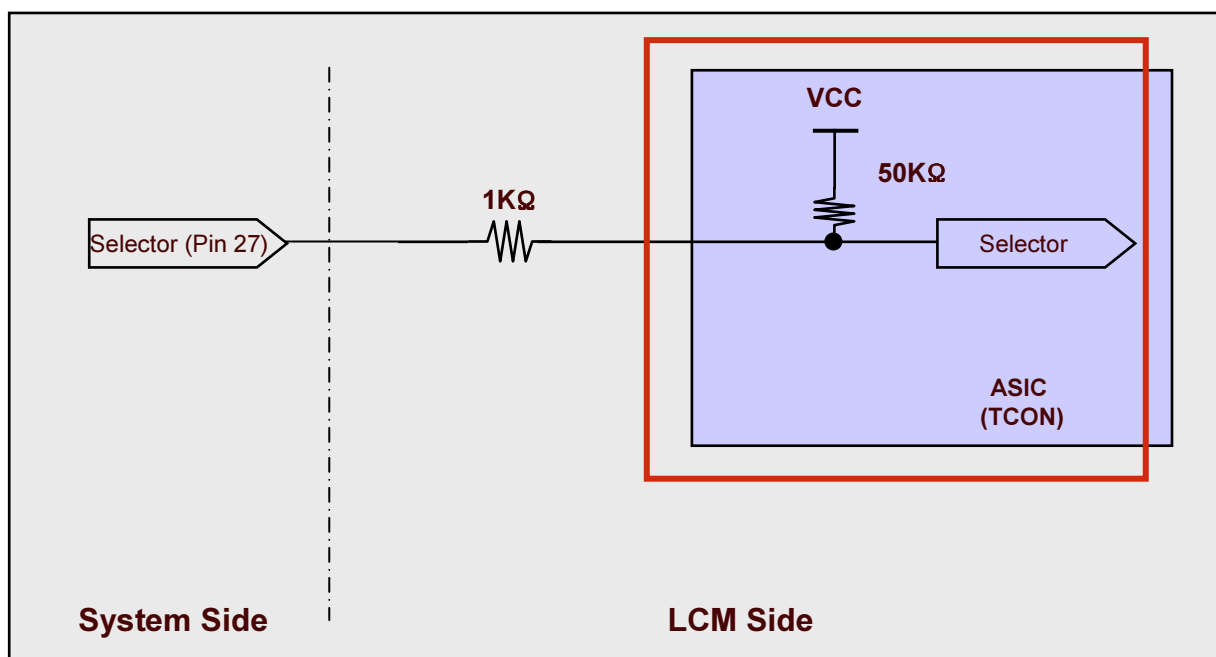 VCC
50KΩ
1KΩ
Selector (Pin 27)
Selector
ASIC
(TCON)
System Side
LCM Side